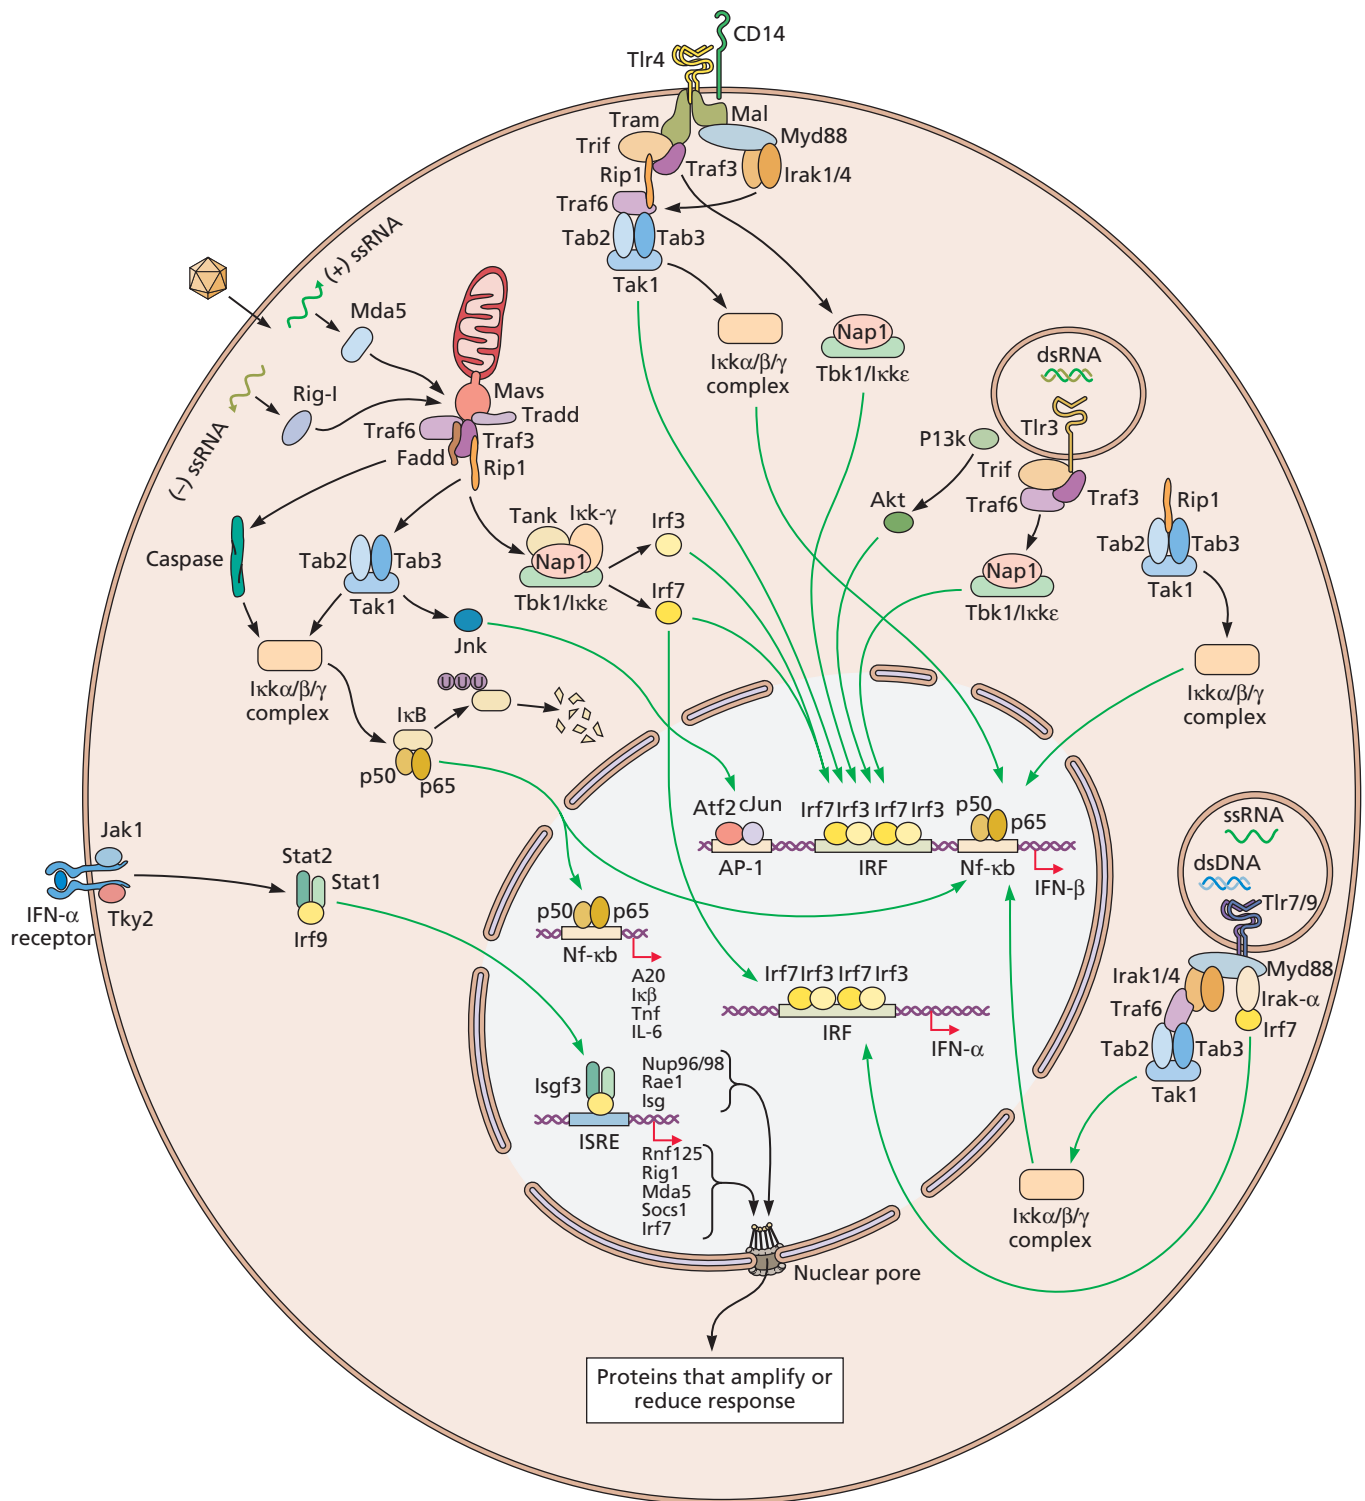 CD14
Tlr4
Tram
Mal
Trif
Myd88
Rip1
Traf3
Irak1/4
Traf6
Tab2
Tab3
Tak1
(+) ssRNA
Mda5
Nap1
Iκkα/β/γ
complex
Tbk1/Iκkε
dsRNA
Rig-I
Mavs
Tradd
Traf6
Traf3
Fadd
Rip1
(–) ssRNA
P13k
Tlr3
Trif
Traf6
Traf3
Akt
Rip1
Tank
Iκk-γ
Irf3
Tab2
Tab3
Caspase
Tab2
Tab3
Nap1
Nap1
Tak1
Tak1
Tbk1/Iκkε
Irf7
Tbk1/Iκkε
Jnk
UUU
Iκkα/β/γ
complex
Iκkα/β/γ
complex
IκB
p50
p65
Atf2
cJun
Irf7
Irf3
Irf7
Irf3
p50
p65
AP-1
IRF
Nf-κb
IFN-β
ssRNA
dsDNA
Tlr7/9
Jak1
Stat2
Stat1
IFN-α
receptor
Tky2
Irf9
p50
p65
Nf-κb
A20
Iκβ
Tnf
IL-6
Irf7
Irf3
Irf7
Irf3
IRF
IFN-α
Myd88
Irak1/4
Irak-α
Traf6
Irf7
Tab2
Tab3
Tak1
Nup96/98
Rae1
Isg
Isgf3
ISRE
Rnf125
Rig1
Mda5
Socs1
Irf7
Iκkα/β/γ
complex
Nuclear pore
Proteins that amplify or
reduce response